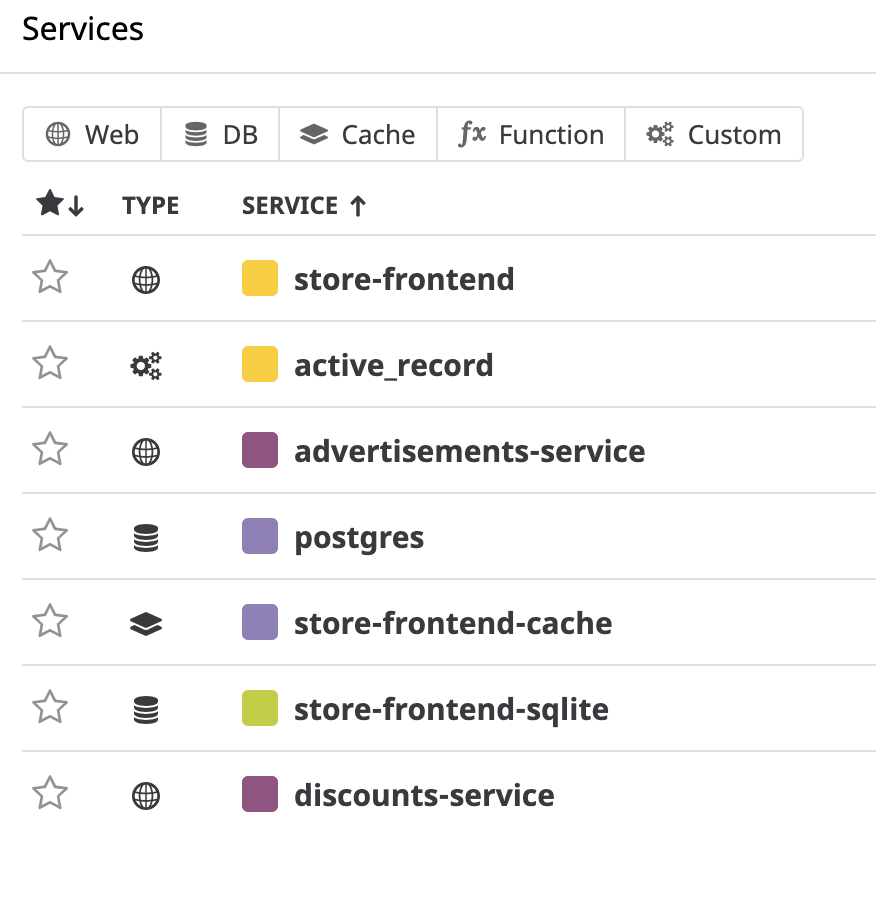 Services
Web DB Cache fx Function Custom
TYPE SERVICE
store-frontend
active_record
advertisements-service
postgres
store-frontend-cache
store-frontend-sqlite
discounts-service